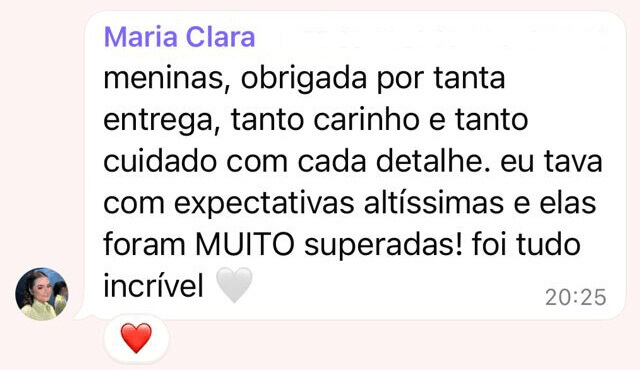 Maria Clara
meninas, obrigada por tanta
entrega, tanto carinho e tanto
cuidado com cada detalhe. eu tava
com expectativas altíssimas e elas
foram MUITO superadas! foi tudo
incrível 🤍
20:25
❤️